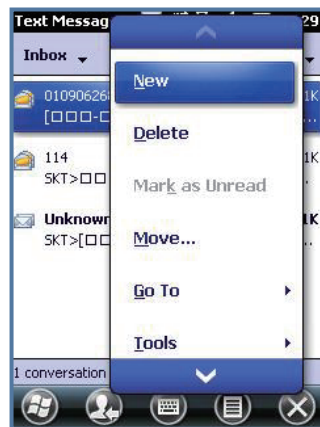 Text Messag
29
Inbox
010906268
1K
[□□□-□
114
1K
SKT>□□
Unknown
1K
SKT>[□□
New
Delete
Mark as Unread
Move...
Go To
Tools
1 conversation